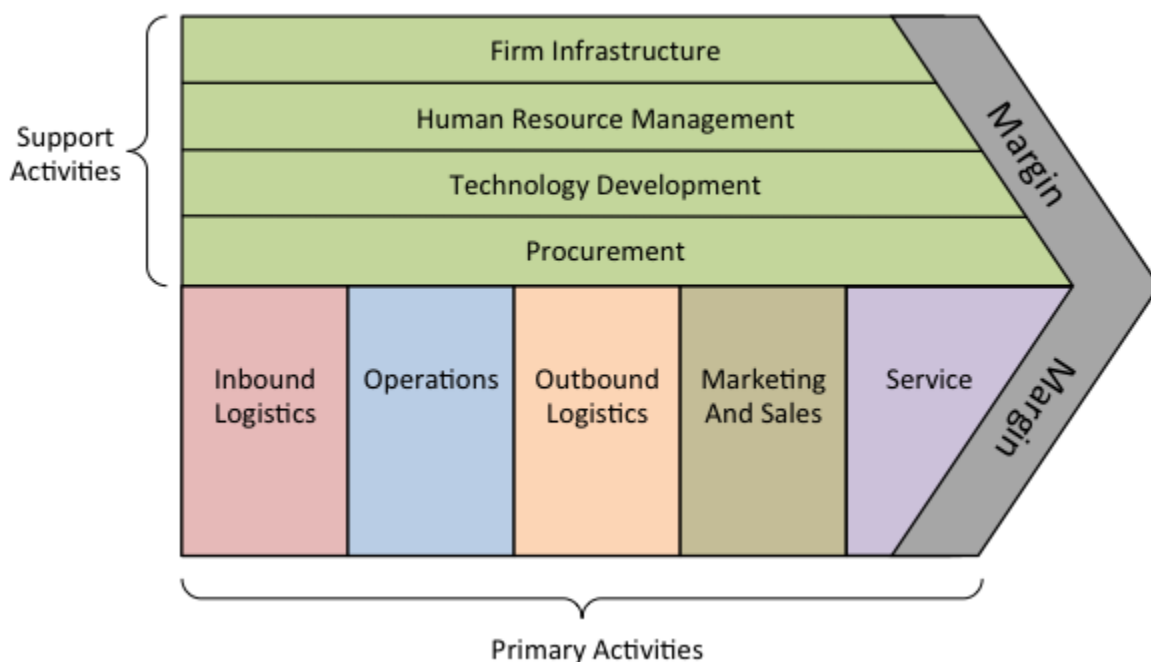 Firm Infrastructure
Human Resource Management
Technology Development
Procurement
Support
Activities
Margin
Inbound
Logistics
Operations
Outbound
Logistics
Marketing
And Sales
Service
Margin
Primary Activities